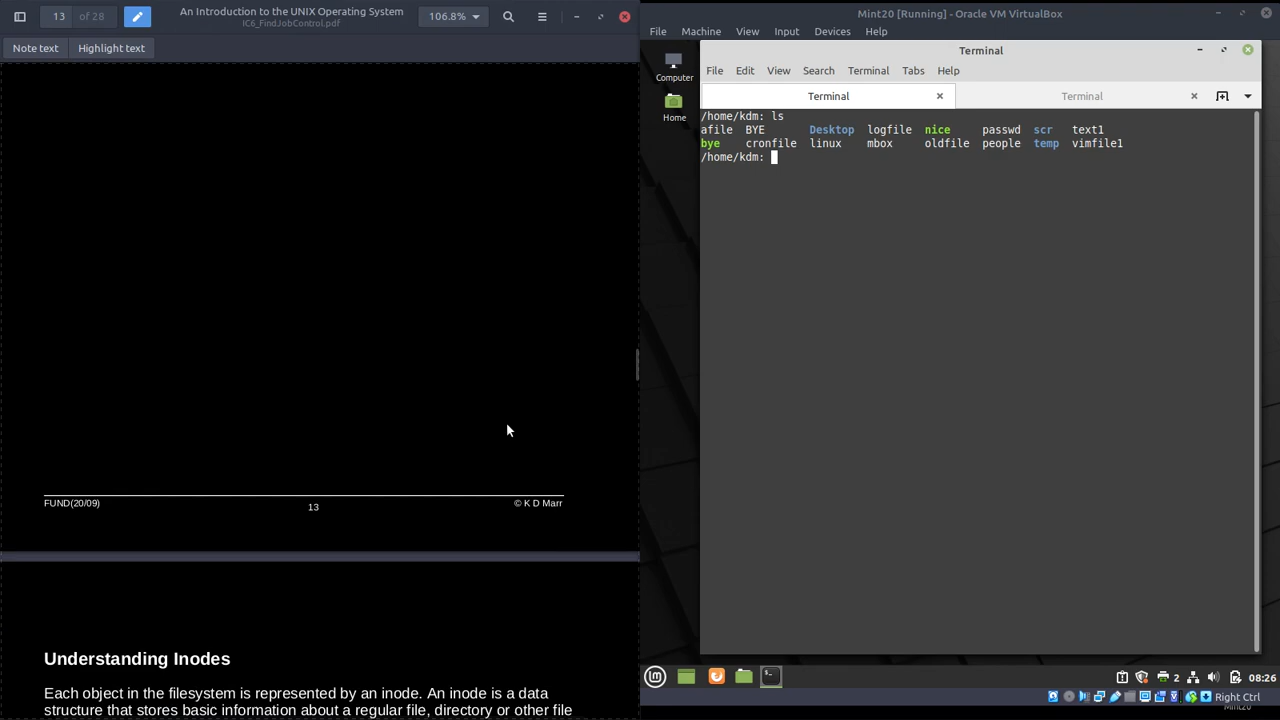 13 of 28
An Introduction to the UNIX Operating System
IC6_FindJobControl.pdf
106.8%
Note text Highlight text
FUND(20/09) 13 © K D Marr
Understanding Inodes
Each object in the filesystem is represented by an inode. An inode is a data
structure that stores basic information about a regular file, directory or other file
Mint20 [Running] - Oracle VM VirtualBox
File Machine View Input Devices Help
Computer
Home
Terminal
File Edit View Search Terminal Tabs Help
Terminal Terminal
/home/kdm: ls
afile BYE Desktop logfile nice passwd scr text1
bye cronfile linux mbox oldfile people temp vimfile1
/home/kdm:
2 08:26
Right Ctrl
Mint20